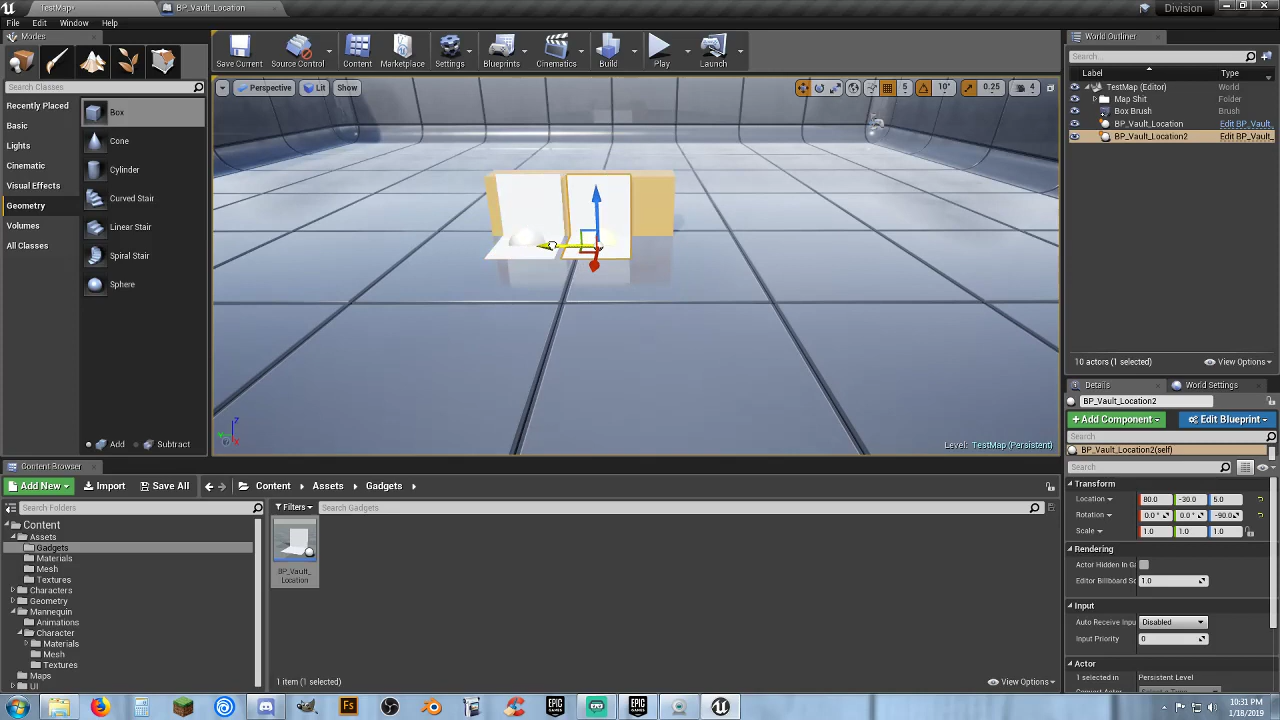 TestMap*
BP_Vault_Location
Division
File Edit Window Help
Modes
Search Classes
Recently Placed
Basic
Lights
Cinematic
Visual Effects
Geometry
Volumes
All Classes
Box
Cone
Cylinder
Curved Stair
Linear Stair
Spiral Stair
Sphere
Add
Subtract
Save Current
Source Control
Content
Marketplace
Settings
Blueprints
Cinematics
Build
Play
Launch
Perspective
Lit
Show
5
10°
0.25
4
Level: TestMap (Persistent)
World Outliner
Search...
Label
Type
TestMap (Editor) World
Map Shit Folder
Box Brush Brush
BP_Vault_Location Edit BP_Vault_
BP_Vault_Location2 Edit BP_Vault_
10 actors (1 selected)
View Options
Details
World Settings
BP_Vault_Location2
+ Add Component
Edit Blueprint
Search
BP_Vault_Location2(self)
Search
Transform
Location 80.0 -30.0 5.0
Rotation 0.0 ° 0.0 ° -90.0
Scale 1.0 1.0 1.0
Rendering
Actor Hidden In G
Editor Billboard Sc 1.0
Input
Auto Receive Inpu Disabled
Input Priority 0
Actor
1 selected in Persistent Level
Content Browser
Add New
Import
Save All
Content
Assets
Gadgets
Search Folders
Filters
Search Gadgets
Content
Assets
Gadgets
Materials
Mesh
Textures
Characters
Geometry
Mannequin
Animations
Character
Materials
Mesh
Textures
Maps
UI
BP_Vault_
Location
1 item (1 selected)
View Options
10:31 PM
1/18/2019